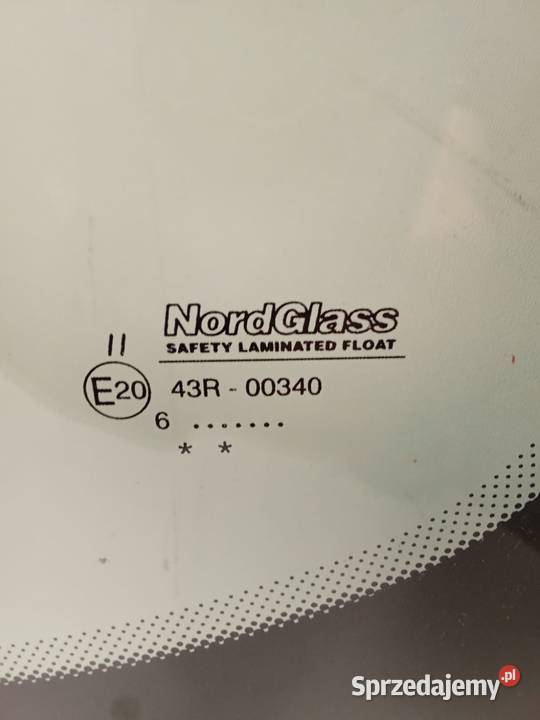 NordGlass
SAFETY LAMINATED FLOAT
II
E20 43R - 00340
6 .......
* *
Sprzedajemy.pl